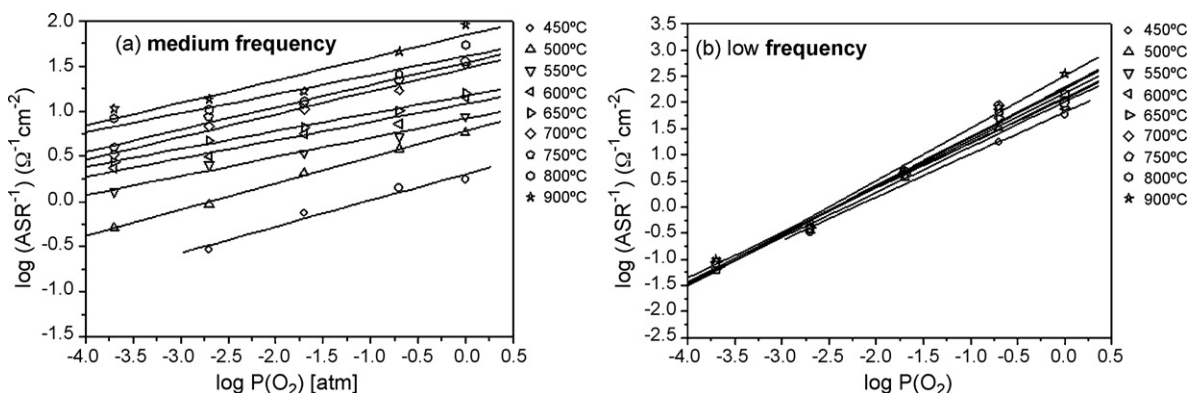 (a) medium frequency
log (ASR⁻¹) (Ω⁻¹cm⁻²)
2.0
1.5
1.0
0.5
0.0
-0.5
-1.0
-1.5
-4.0 -3.5 -3.0 -2.5 -2.0 -1.5 -1.0 -0.5 0.0 0.5
log P(O₂) [atm]
450ºC
500ºC
550ºC
600ºC
650ºC
700ºC
750ºC
800ºC
900ºC
(b) low frequency
log (ASR⁻¹) (Ω⁻¹cm⁻²)
3.5
3.0
2.5
2.0
1.5
1.0
0.5
0.0
-0.5
-1.0
-1.5
-2.0
-2.5
-4.0 -3.5 -3.0 -2.5 -2.0 -1.5 -1.0 -0.5 0.0 0.5
log P(O₂)
450ºC
500ºC
550ºC
600ºC
650ºC
700ºC
750ºC
800ºC
900ºC